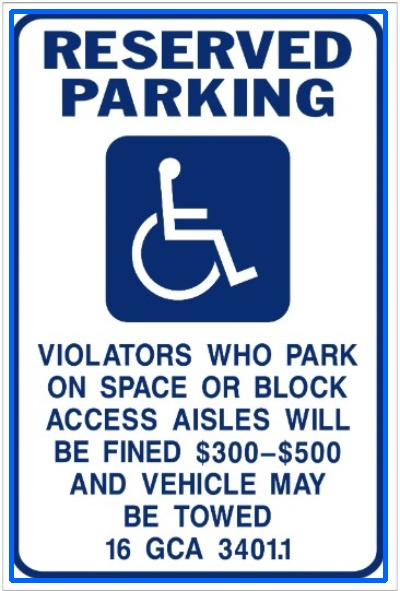 RESERVED
PARKING
VIOLATORS WHO PARK
ON SPACE OR BLOCK
ACCESS AISLES WILL
BE FINED $300–$500
AND VEHICLE MAY
BE TOWED
16 GCA 3401.1